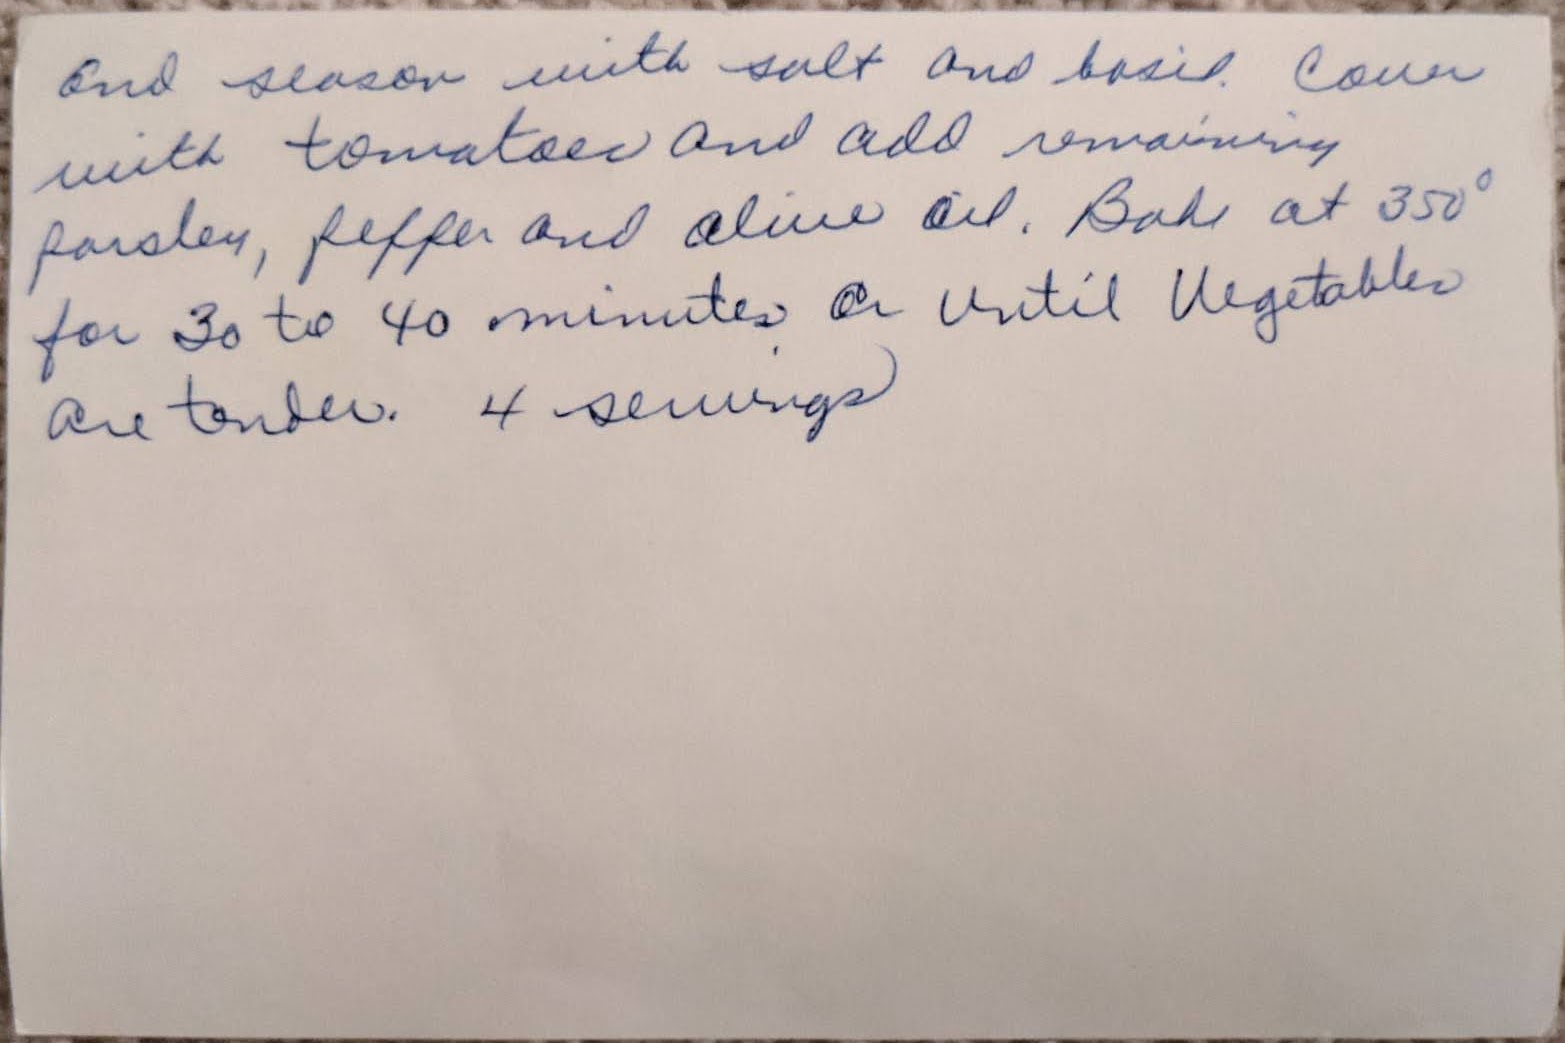 and season with salt and basil. Cover
with tomatoes and add remaining
parsley, pepper and olive oil. Bake at 350°
for 30 to 40 minutes or until Vegetables
are tender. 4 servings